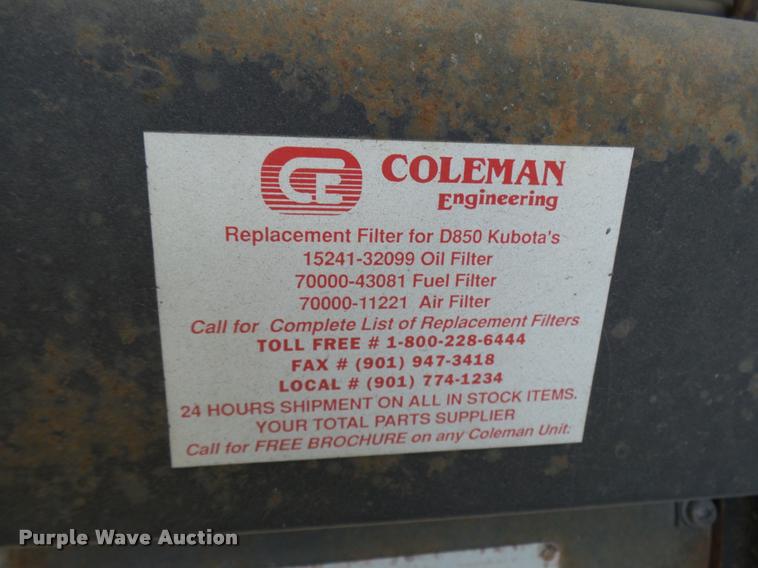 CE COLEMAN
Engineering
Replacement Filter for D850 Kubota's
15241-32099 Oil Filter
70000-43081 Fuel Filter
70000-11221 Air Filter
Call for Complete List of Replacement Filters
TOLL FREE # 1-800-228-6444
FAX # (901) 947-3418
LOCAL # (901) 774-1234
24 HOURS SHIPMENT ON ALL IN STOCK ITEMS.
YOUR TOTAL PARTS SUPPLIER
Call for FREE BROCHURE on any Coleman Unit.
Purple Wave Auction